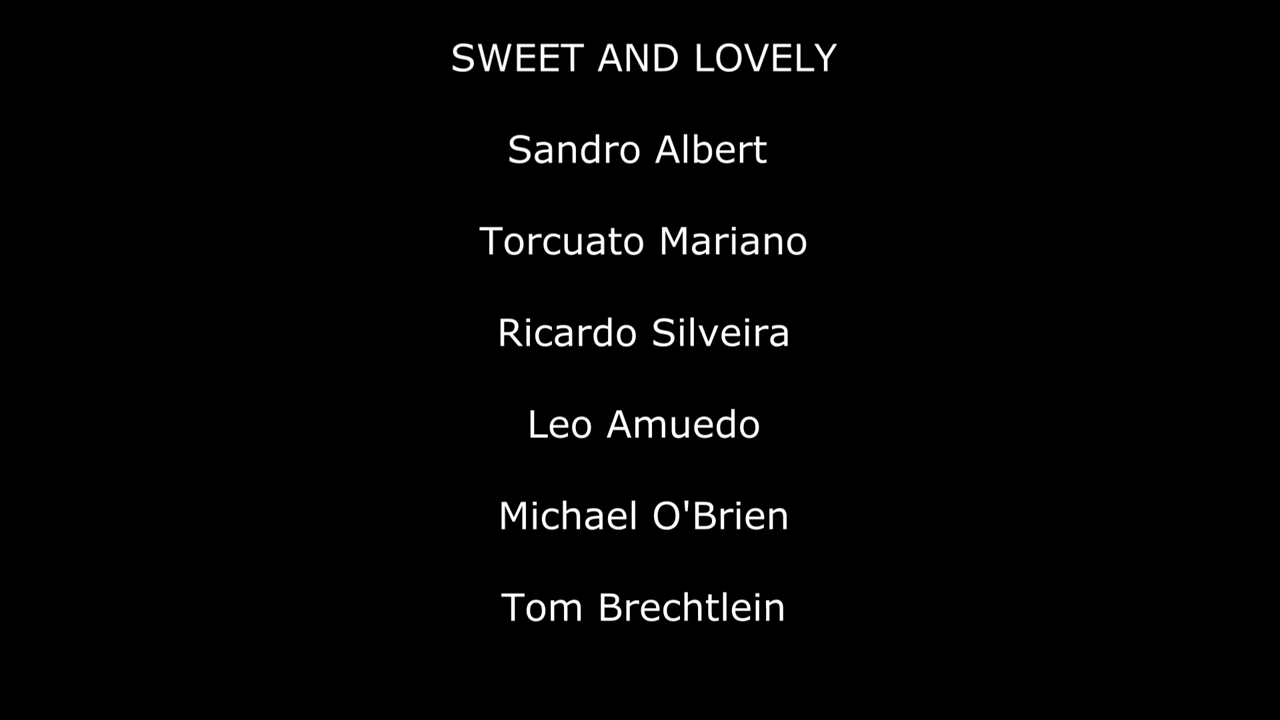 SWEET AND LOVELY
Sandro Albert
Torcuato Mariano
Ricardo Silveira
Leo Amuedo
Michael O'Brien
Tom Brechtlein